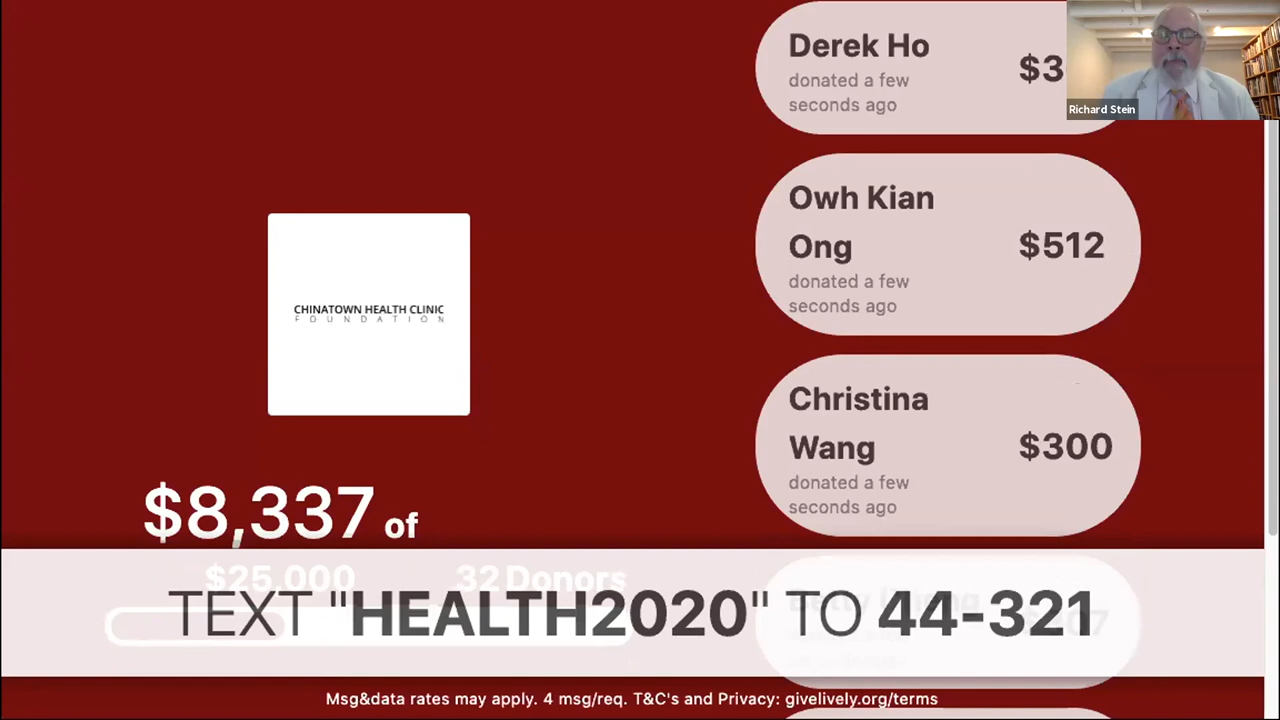 Derek Ho
$3
donated a few
seconds ago
Richard Stein
Owh Kian
Ong
$512
donated a few
seconds ago
CHINATOWN HEALTH CLINIC
FOUNDATION
Christina
Wang
$300
donated a few
seconds ago
$8,337 of
$25,000
32 Donors
TEXT "HEALTH2020" TO 44-321
Msg&data rates may apply. 4 msg/req. T&C's and Privacy: givelively.org/terms